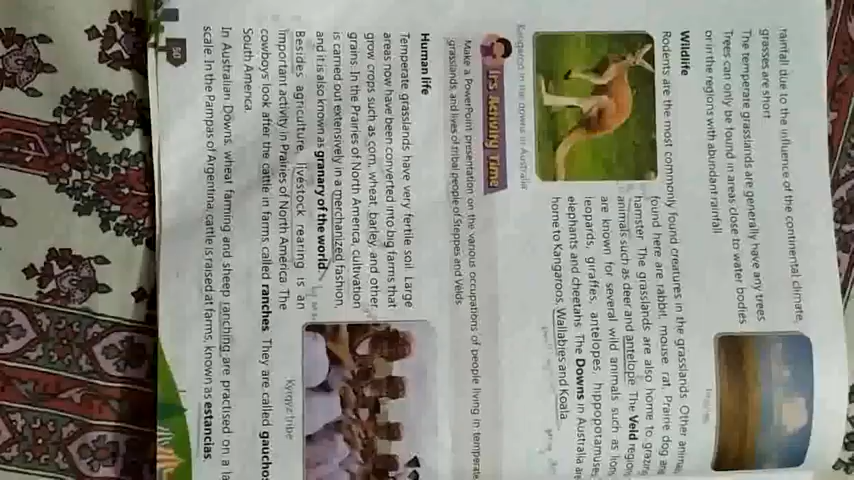 rainfall due to the influence of the continental climate,
grasses are short
The temperate grasslands are generally have any trees
Trees can only be found in areas close to water bodies
or in the regions with abundant rainfall
Wildlife
Rodents are the most commonly found creatures in the grasslands Other
found here are rabbit, mouse rat, Prairie dog
hamster The grasslands are also home to
animals such as deer and antelope The Veld
are known for several wild animals such as
leopards, giraffes, antelopes, hippopotamuses
elephants and cheetahs The Downs in Australia
home to Kangaroos, Wallabies and Koala
Kangaroo in the downs in Australia
It's Activity Time
Make a PowerPoint presentation on the various occupations of people living in
grasslands, and lives of tribal people of Steppes and Velds
Human life
Temperate grasslands have very fertile soil Large
areas now have been converted into big farms that
grow crops such as corn, wheat, barley, and other
grains. In the Prairies of North America, cultivation
is carried out extensively in a merchanized fashion,
and it is also known as granary of the world.
Besides agriculture, livestock rearing is an
important activity in Prairies of North America The
cowboys look after the cattle in farms called ranches They are called
South America.
Kyrgyz tribe
In Australian Downs, wheat farming and sheep ranching are practised on a
scale In the Pampas of Argentina, cattle is raised at farms, known as estancias.
50